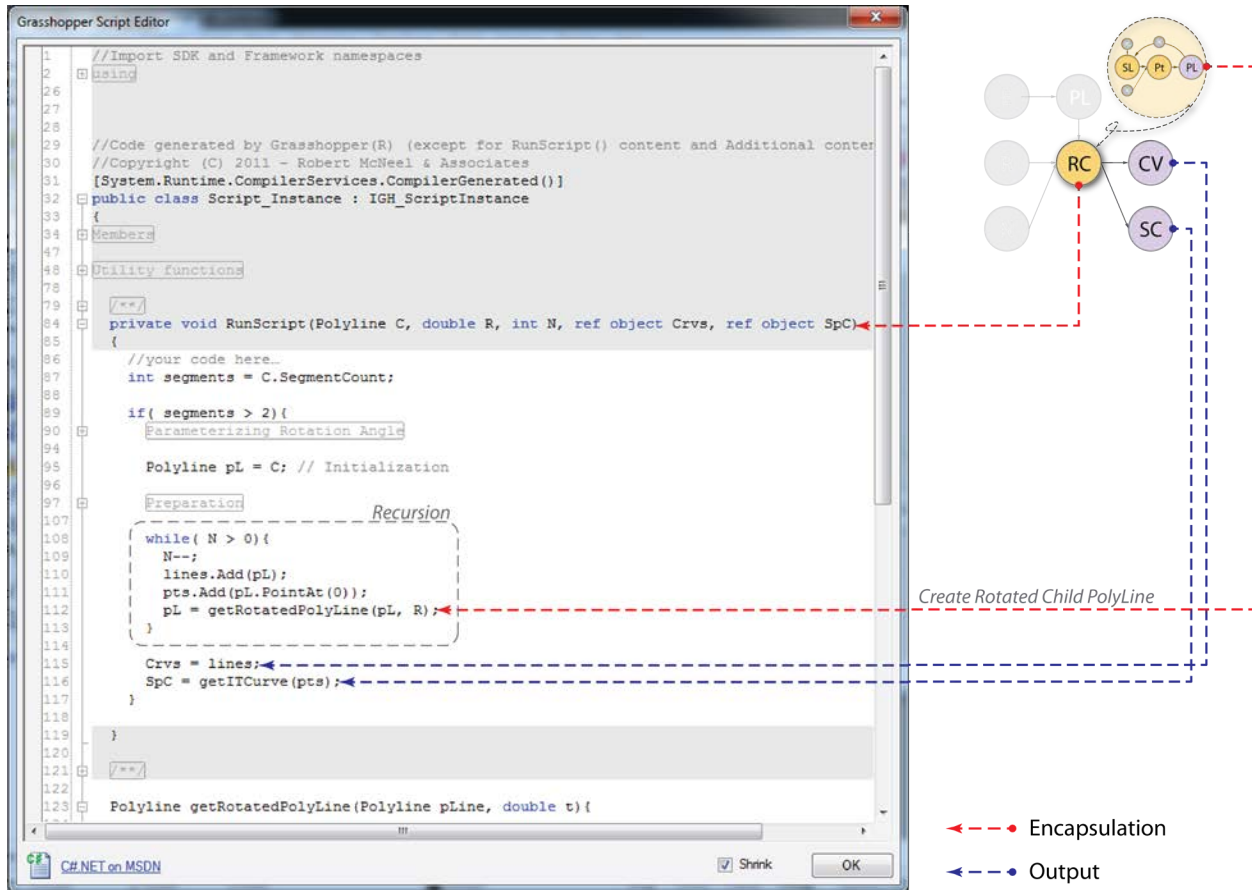 Grasshopper Script Editor
1 //Import SDK and Framework namespaces
2 using
26
27
28
29 //Code generated by Grasshopper(R) (except for RunScript() content and Additional conten
30 //Copyright (C) 2011 - Robert McNeel & Associates
31 [System.Runtime.CompilerServices.CompilerGenerated()]
32 public class Script_Instance : IGH_ScriptInstance
33 {
34 Members
47
48 Utility functions
78
79 /**/
84 private void RunScript(Polyline C, double R, int N, ref object Crvs, ref object SpC)
85 {
86 //your code here…
87 int segments = C.SegmentCount;
88
89 if( segments > 2){
90 Parameterizing Rotation Angle
94
95 Polyline pL = C; // Initialization
96
97 Preparation
Recursion
107
108 while( N > 0){
109 N--;
110 lines.Add(pL);
111 pts.Add(pL.PointAt(0));
112 pL = getRotatedPolyLine(pL, R);
113 }
114
115 Crvs = lines;
116 SpC = getITCurve(pts);
117 }
118
119 }
120
121 /**/
122
123 Polyline getRotatedPolyLine(Polyline pLine, double t){
C#.NET on MSDN
Shrink
OK
SL Pt PL
PL
RC CV
SC
Create Rotated Child PolyLine
Encapsulation
Output